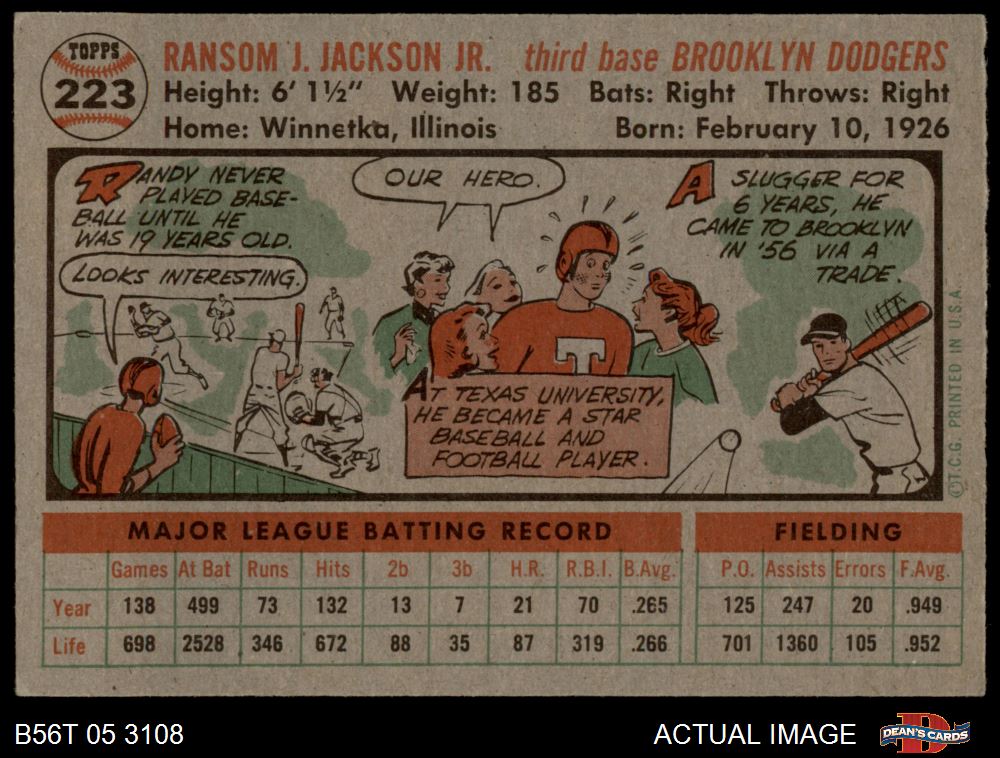 TOPPS
223
RANSOM J. JACKSON JR. third base BROOKLYN DODGERS
Height: 6' 1½" Weight: 185 Bats: Right Throws: Right
Home: Winnetka, Illinois Born: February 10, 1926
RANDY NEVER
PLAYED BASE-
BALL UNTIL HE
WAS 19 YEARS OLD.
LOOKS INTERESTING.
OUR HERO.
T
AT TEXAS UNIVERSITY,
HE BECAME A STAR
BASEBALL AND
FOOTBALL PLAYER.
A SLUGGER FOR
6 YEARS, HE
CAME TO BROOKLYN
IN '56 VIA A
TRADE.
©T.C.G. PRINTED IN U.S.A.
MAJOR LEAGUE BATTING RECORD FIELDING
Games At Bat Runs Hits 2b 3b H.R. R.B.I. B.Avg. P.O. Assists Errors F.Avg.
Year 138 499 73 132 13 7 21 70 .265 125 247 20 .949
Life 698 2528 346 672 88 35 87 319 .266 701 1360 105 .952
B56T 05 3108 ACTUAL IMAGE DEAN'S CARDS